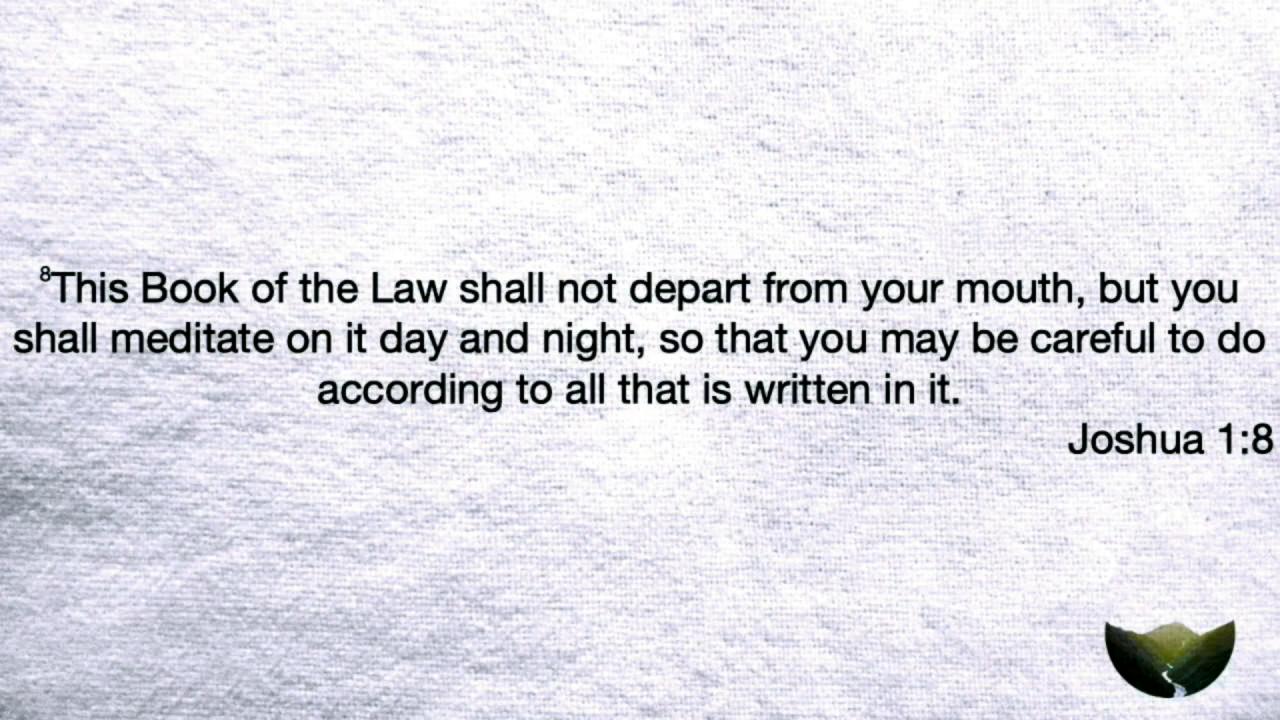 ⁸This Book of the Law shall not depart from your mouth, but you
shall meditate on it day and night, so that you may be careful to do
according to all that is written in it.
Joshua 1:8